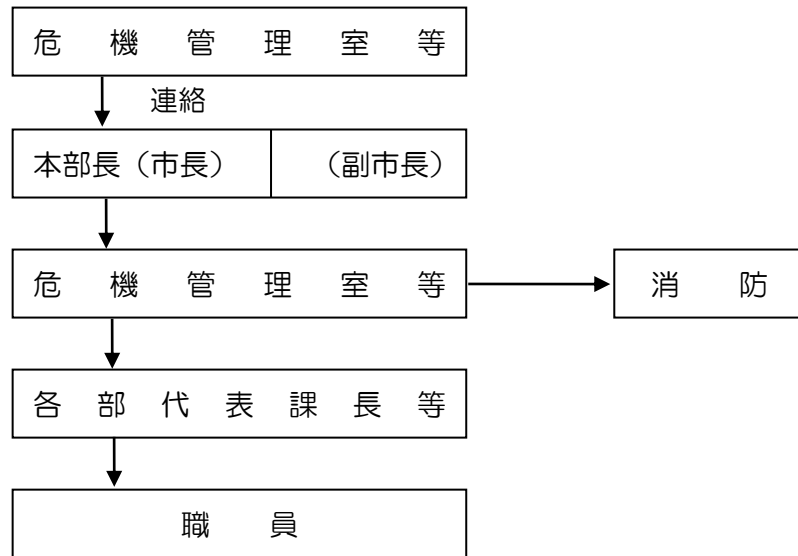 危機管理室等
連絡
本部長（市長）　（副市長）
危機管理室等　消防
各部代表課長等
職員